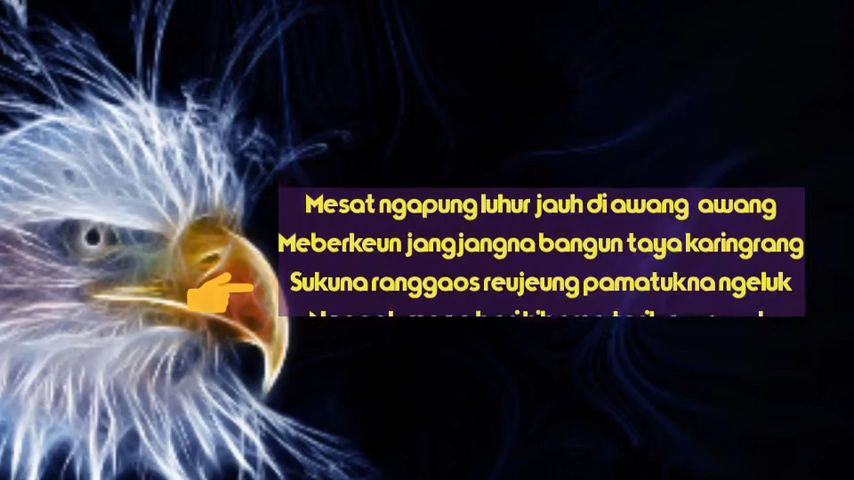 Mesat ngapung luhur jauh di awang awang
Meberkeun jangjangna bangun taya karingrang
Sukuna ranggaos reujeung pamatukna ngeluk